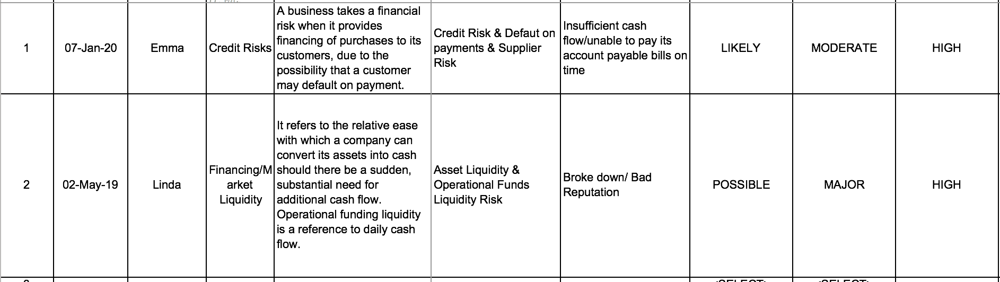 IT, etc.
1
07-Jan-20
Emma
Credit Risks
A business takes a financial
risk when it provides
financing of purchases to its
customers, due to the
possibility that a customer
may default on payment.
Credit Risk & Defaut on
payments & Supplier
Risk
Insufficient cash
flow/unable to pay its
account payable bills on
time
LIKELY
MODERATE
HIGH
2
02-May-19
Linda
Financing/M
arket
Liquidity
It refers to the relative ease
with which a company can
convert its assets into cash
should there be a sudden,
substantial need for
additional cash flow.
Operational funding liquidity
is a reference to daily cash
flow.
Asset Liquidity &
Operational Funds
Liquidity Risk
Broke down/ Bad
Reputation
POSSIBLE
MAJOR
HIGH
<SELECT>
<SELECT>